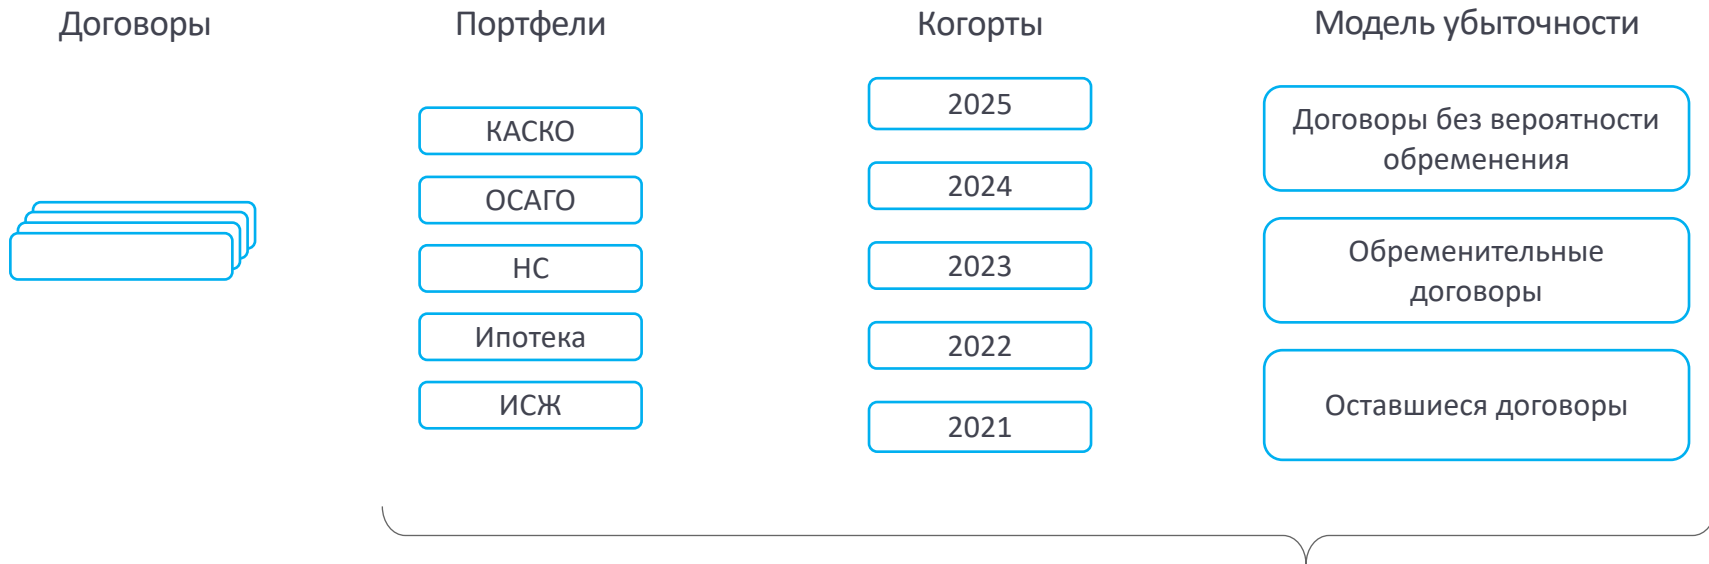 Договоры
Портфели
Когорты
Модель убыточности
КАСКО
ОСАГО
НС
Ипотека
ИСЖ
2025
2024
2023
2022
2021
Договоры без вероятности
обременения
Обременительные
договоры
Оставшиеся договоры